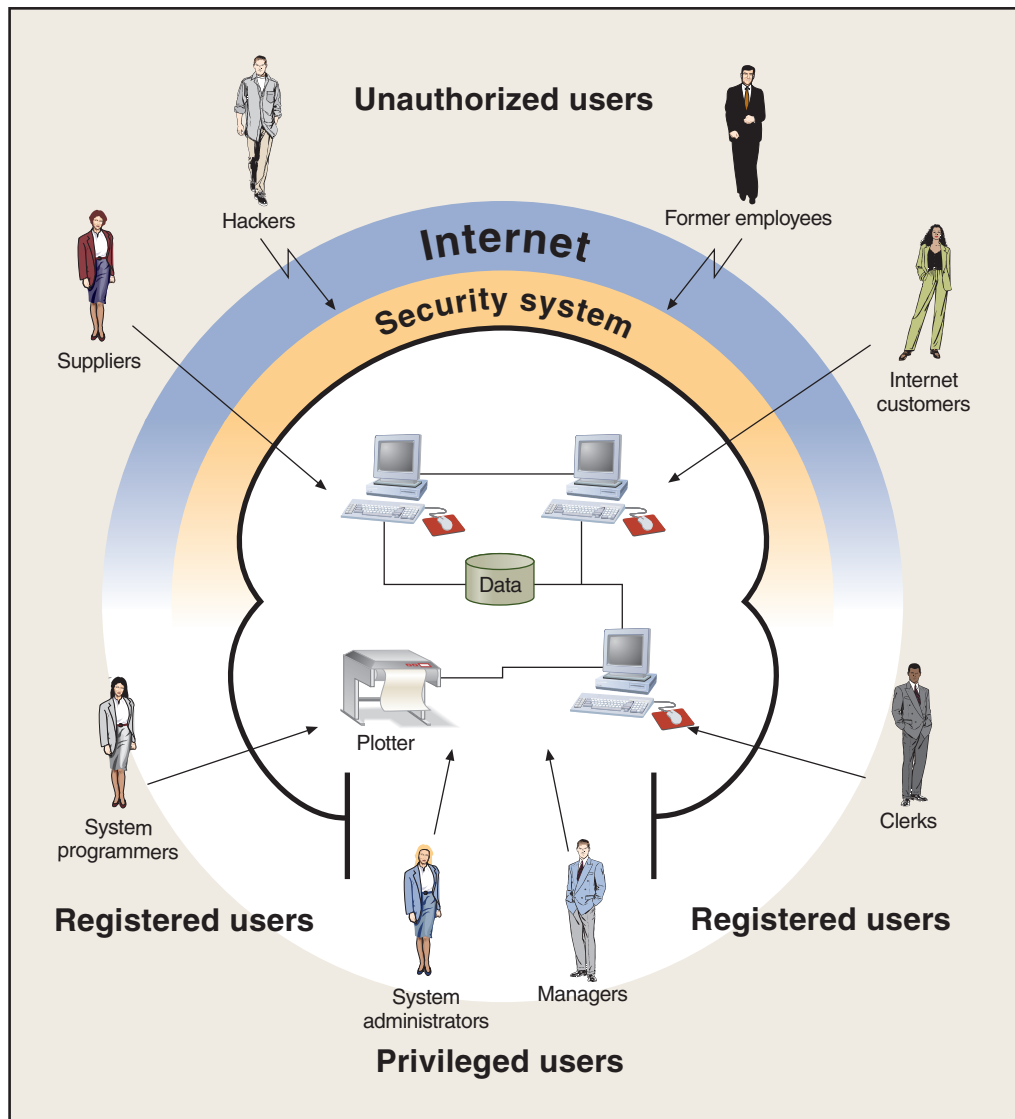 Unauthorized users
Hackers
Former employees
Internet
Security system
Suppliers
Internet
customers
Data
Plotter
System
programmers
Clerks
Registered users
Registered users
System
administrators
Managers
Privileged users